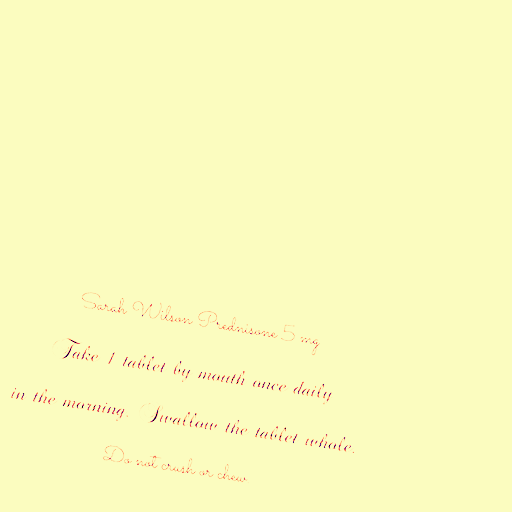 Sarah Wilson Prednisone 5 mg
Take 1 tablet by mouth once daily
in the morning. Swallow the tablet whole.
Do not crush or chew